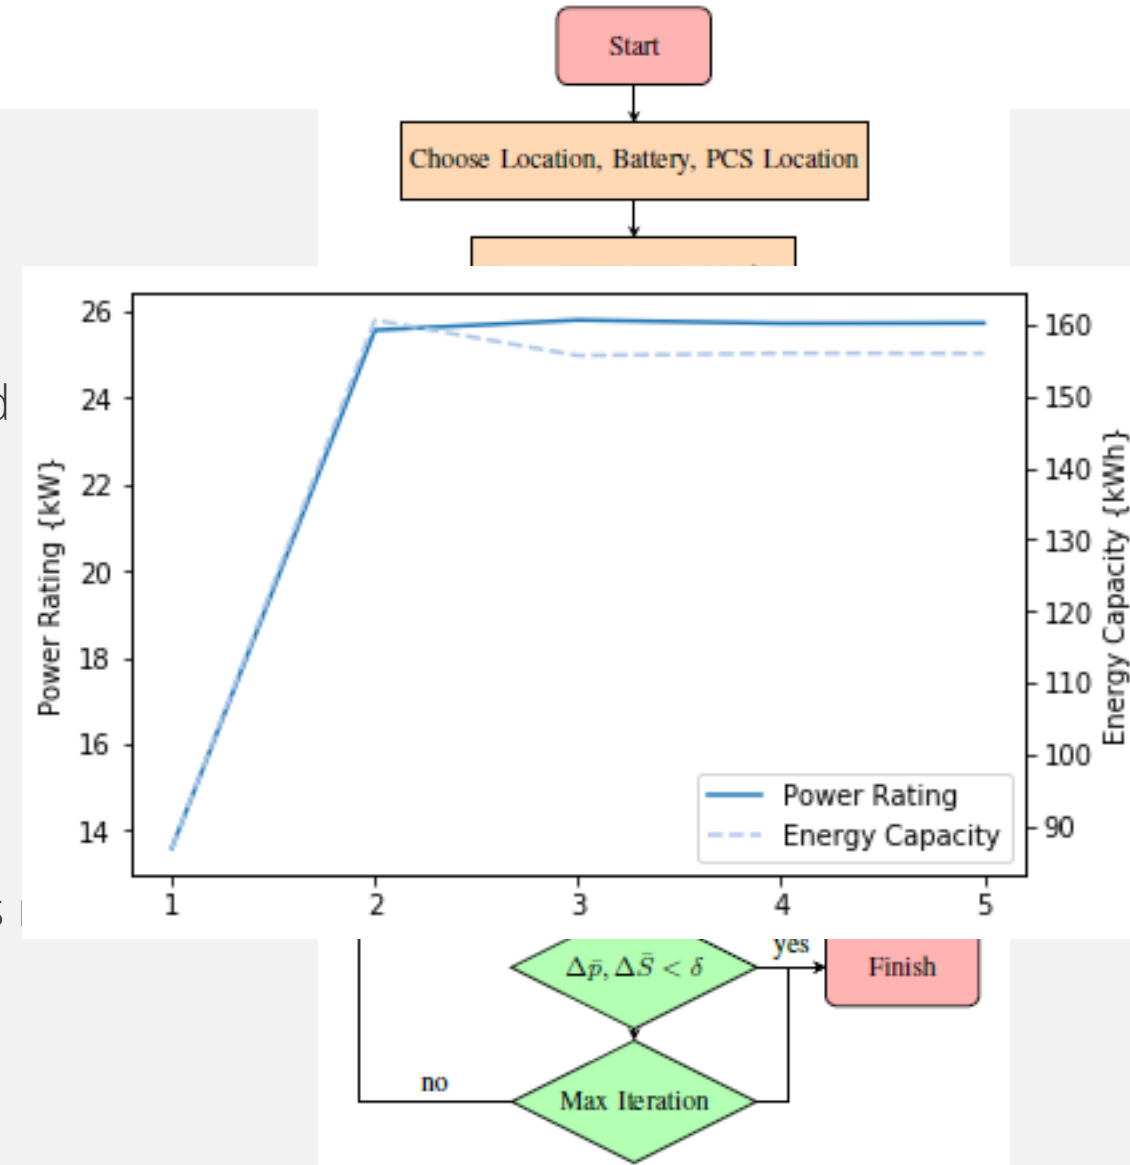 Start
Choose Location, Battery, PCS Location
26
24
22
20
18
16
14
Power Rating {kW}
160
150
140
130
120
110
100
90
Energy Capacity {kWh}
d
s
Power Rating
Energy Capacity
1 2 3 4 5
yes
Δp̄, ΔS̄ < δ
Finish
no
Max Iteration